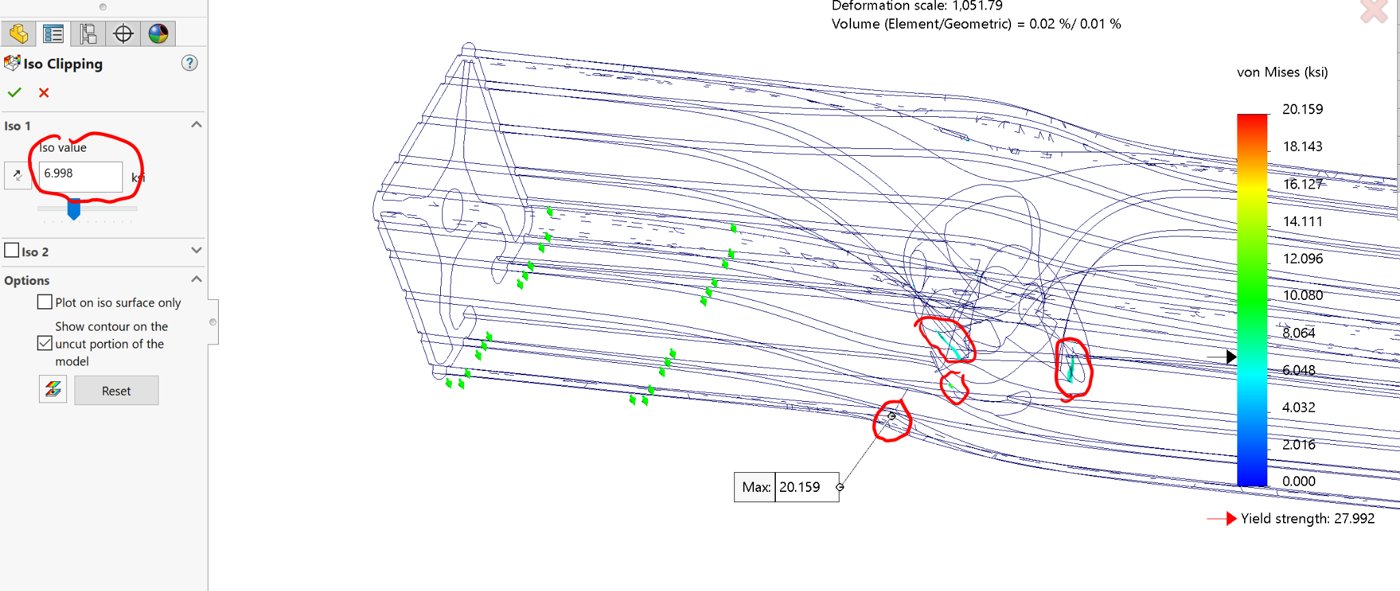 Deformation scale: 1,051.79
Volume (Element/Geometric) = 0.02 %/ 0.01 %
Iso Clipping
?
Iso 1
Iso value
6.998
ksi
Iso 2
Options
Plot on iso surface only
Show contour on the
uncut portion of the
model
Reset
von Mises (ksi)
20.159
18.143
16.127
14.111
12.096
10.080
8.064
6.048
4.032
2.016
0.000
Max: 20.159
Yield strength: 27.992